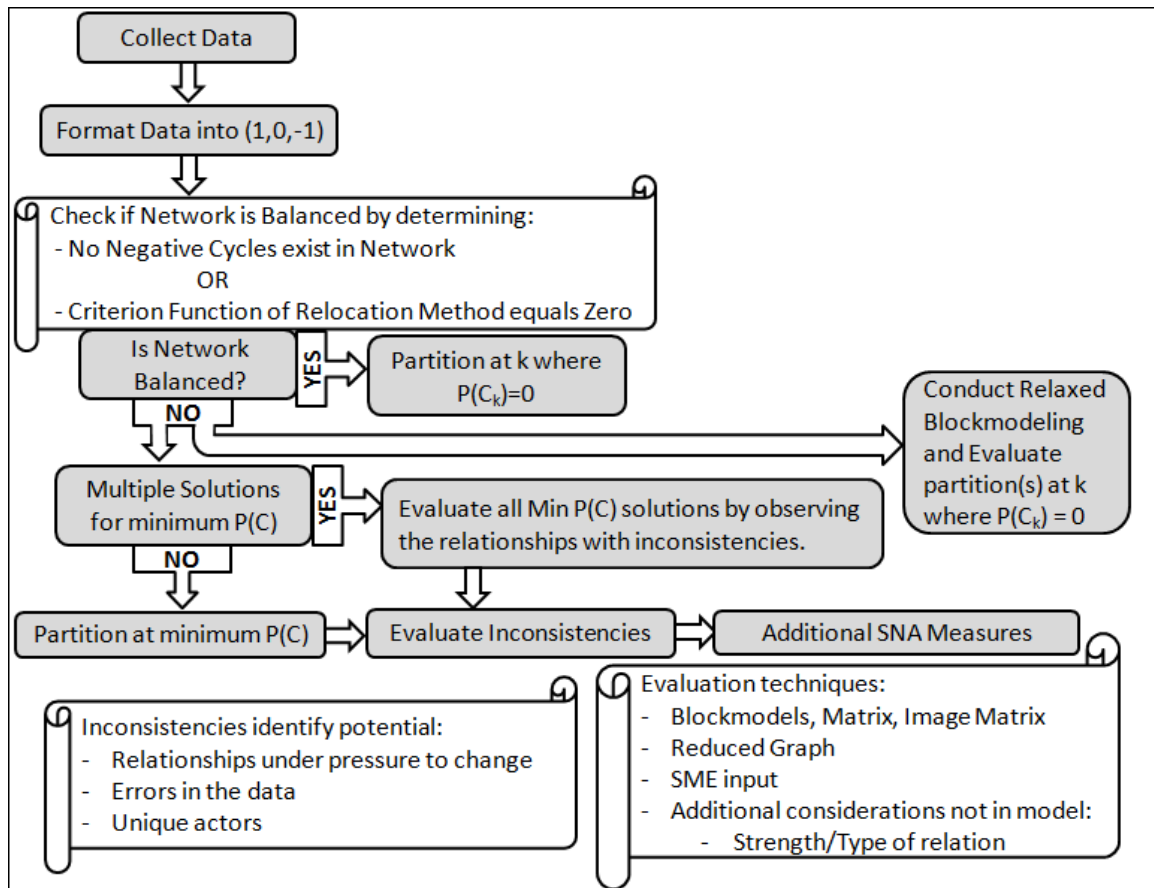 Collect Data
Format Data into (1,0,-1)
Check if Network is Balanced by determining:
- No Negative Cycles exist in Network
OR
- Criterion Function of Relocation Method equals Zero
Is Network
Balanced?
YES
Partition at k where
P(Cₖ)=0
NO
Conduct Relaxed
Blockmodeling
and Evaluate
partition(s) at k
where P(Cₖ) = 0
Multiple Solutions
for minimum P(C)
YES
Evaluate all Min P(C) solutions by observing
the relationships with inconsistencies.
NO
Partition at minimum P(C)
Evaluate Inconsistencies
Additional SNA Measures
Inconsistencies identify potential:
- Relationships under pressure to change
- Errors in the data
- Unique actors
Evaluation techniques:
- Blockmodels, Matrix, Image Matrix
- Reduced Graph
- SME input
- Additional considerations not in model:
- Strength/Type of relation